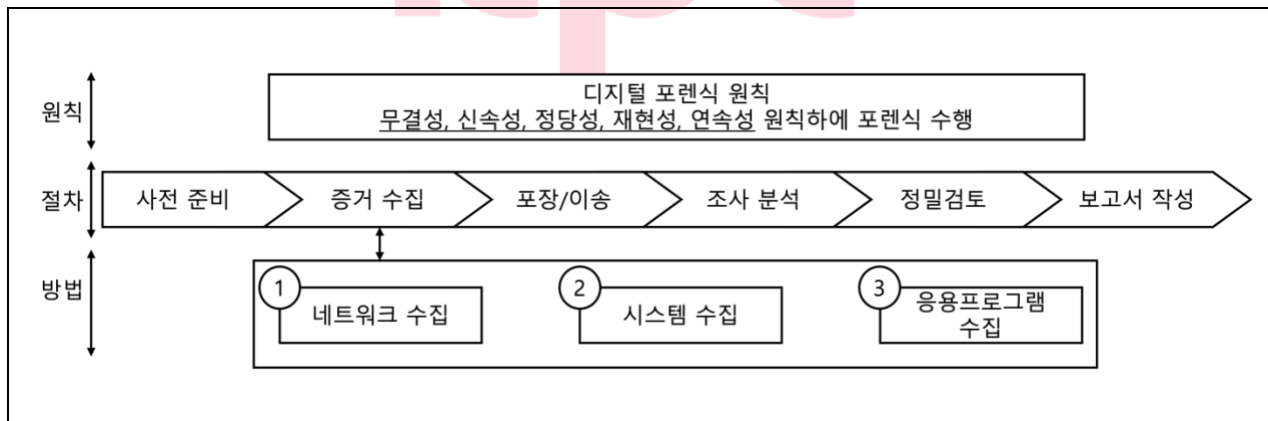 원칙
디지털 포렌식 원칙
무결성, 신속성, 정당성, 재현성, 연속성 원칙하에 포렌식 수행
절차
사전 준비
증거 수집
포장/이송
조사 분석
정밀검토
보고서 작성
방법
1
네트워크 수집
2
시스템 수집
3
응용프로그램
수집